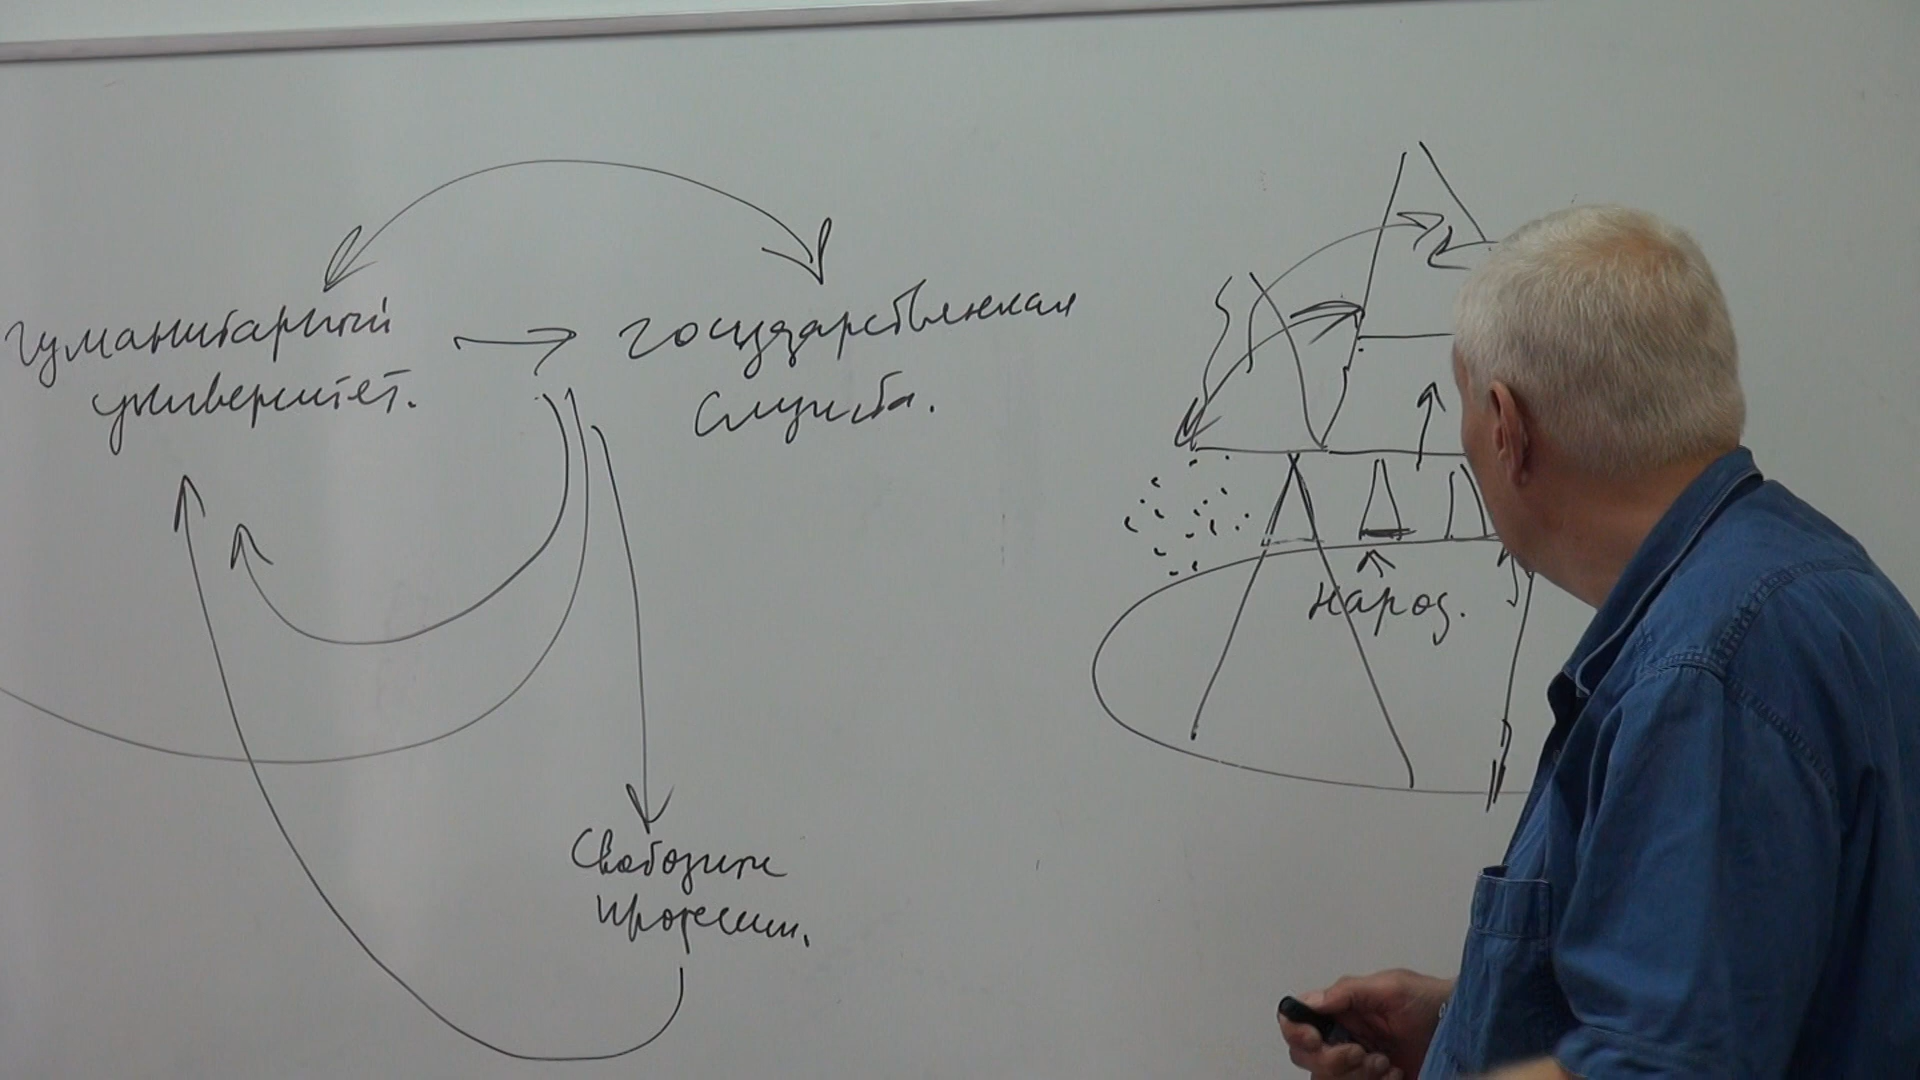 гуманитарный
университет.
государственная
служба.
Свободные
профессии.
народ.